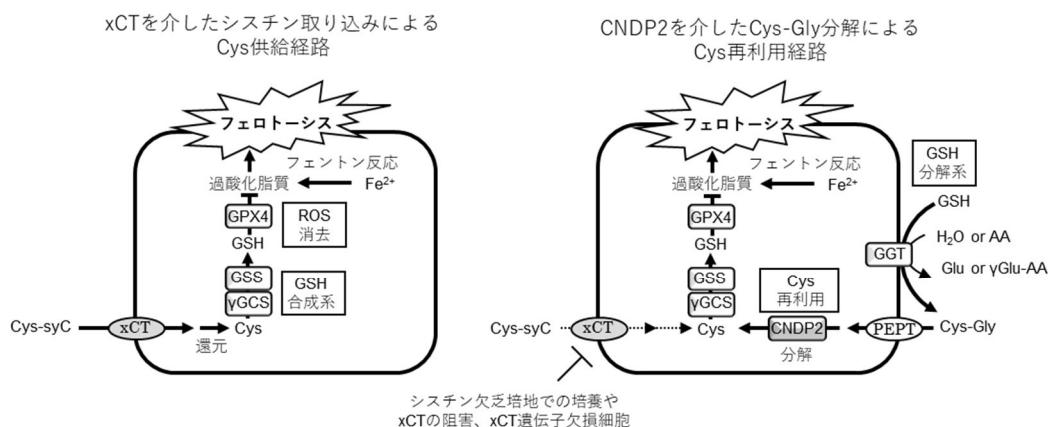 xCTを介したシスチン取り込みによる
Cys供給経路
フェロトーシス
フェントン反応
過酸化脂質
Fe2+
GPX4
ROS
消去
GSH
GSS
γGCS
GSH
合成系
Cys-syC
xCT
還元
Cys
CNDP2を介したCys-Gly分解による
Cys再利用経路
フェロトーシス
フェントン反応
過酸化脂質
Fe2+
GPX4
GSH
GSS
γGCS
Cys
再利用
Cys-syC
xCT
Cys
CNDP2
分解
PEPT
Cys-Gly
GSH
分解系
GSH
GGT
H2O or AA
Glu or γGlu-AA
シスチン欠乏培地での培養や
xCTの阻害、xCT遺伝子欠損細胞